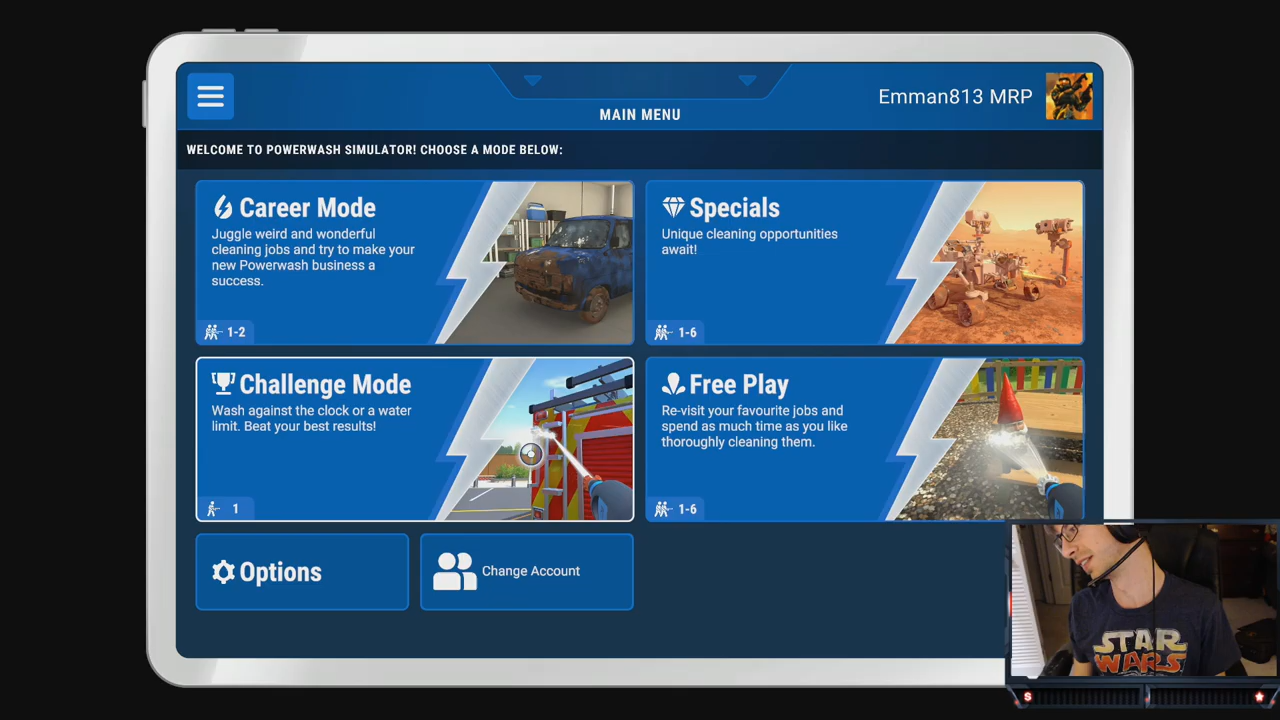 Emman813 MRP
MAIN MENU
WELCOME TO POWERWASH SIMULATOR! CHOOSE A MODE BELOW:
Career Mode
Juggle weird and wonderful
cleaning jobs and try to make your
new Powerwash business a
success.
1-2
Specials
Unique cleaning opportunities
await!
1-6
Challenge Mode
Wash against the clock or a water
limit. Beat your best results!
1
Free Play
Re-visit your favourite jobs and
spend as much time as you like
thoroughly cleaning them.
1-6
Options
Change Account
STAR
WARS
S